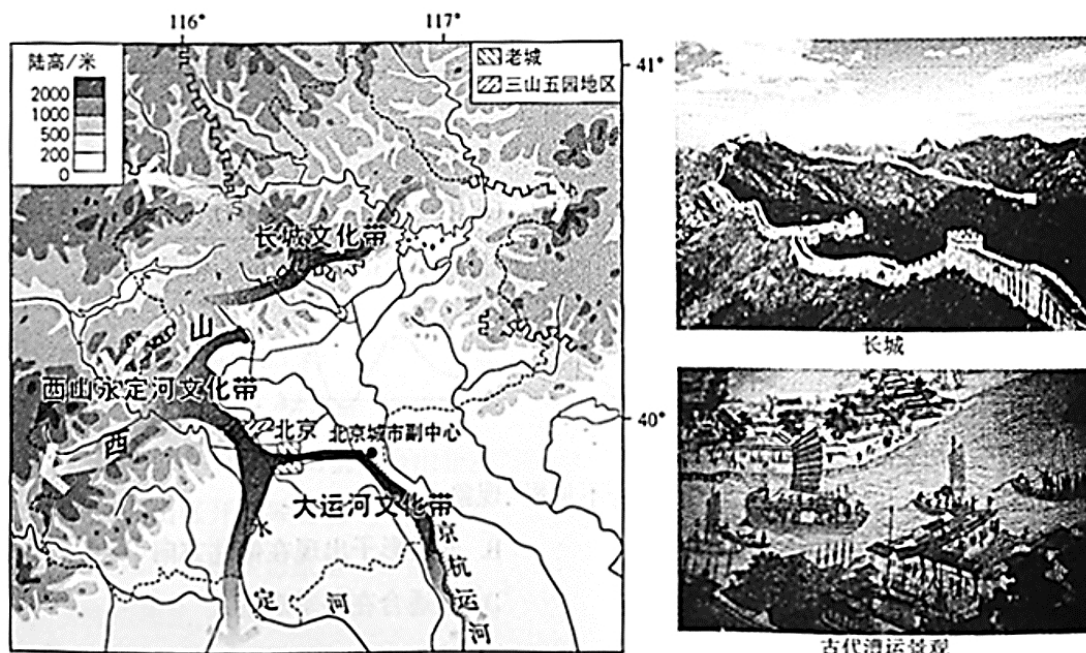 116°
117°
陆高/米
2000
1000
500
200
0
老城
三山五园地区
41°
长城文化带
山
西山永定河文化带
西
40°
北京
北京城市副中心
大运河文化带
永
定
河
京
杭
运
河
长城
古代漕运景观